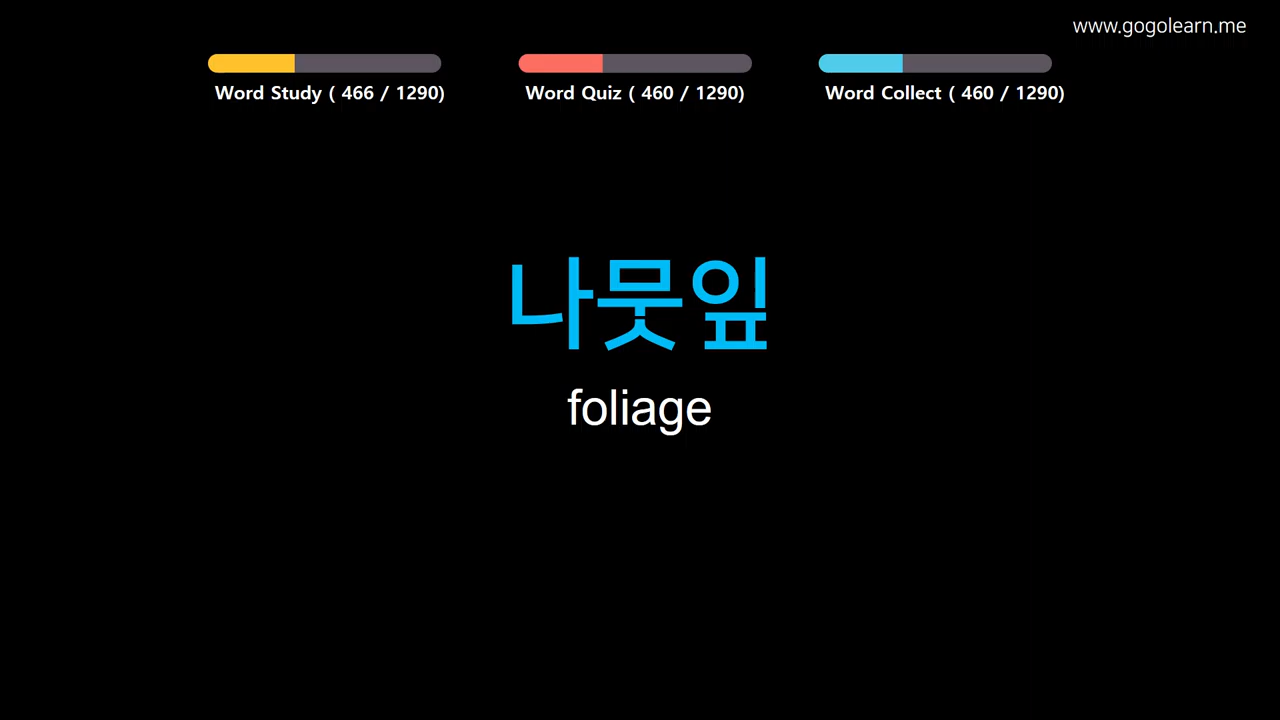 www.gogolearn.me
Word Study ( 466 / 1290)
Word Quiz ( 460 / 1290)
Word Collect ( 460 / 1290)
나뭇잎
foliage